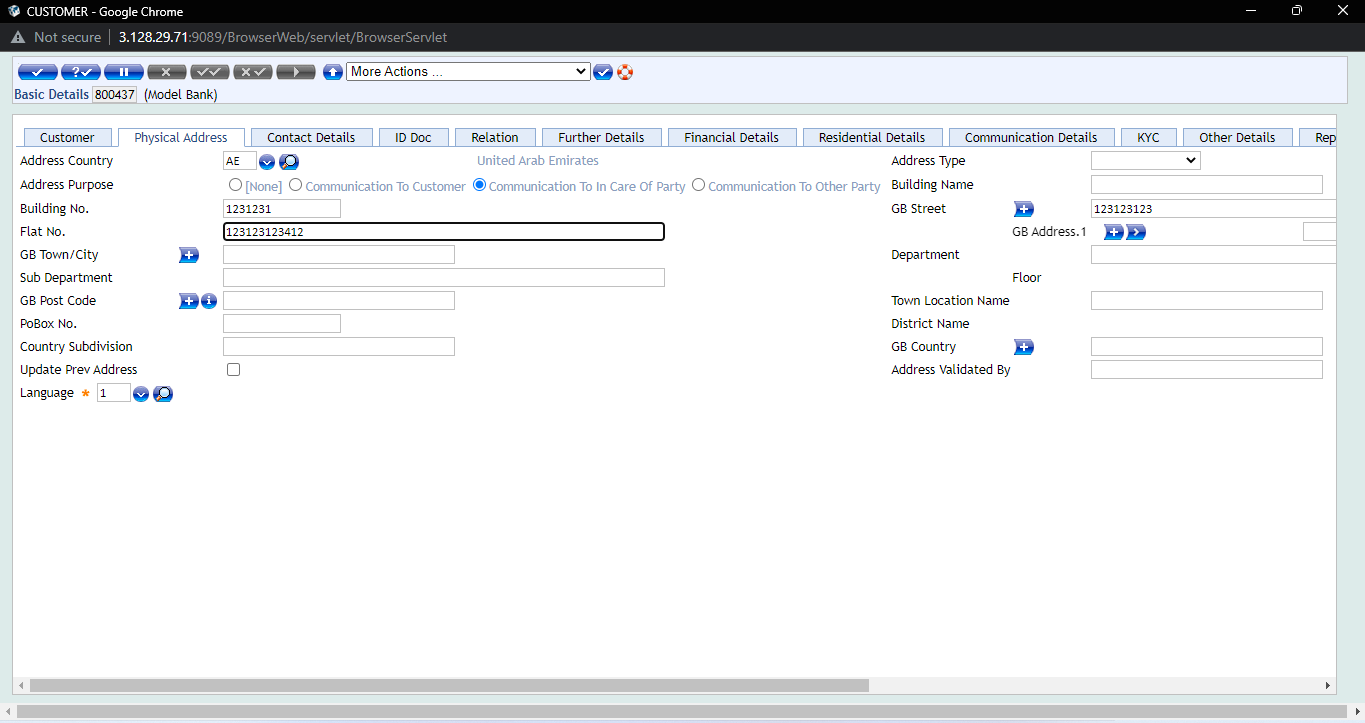 CUSTOMER - Google Chrome
Not secure 3.128.29.71:9089/BrowserWeb/servlet/BrowserServlet
More Actions ...
Basic Details 800437 (Model Bank)
Customer Physical Address Contact Details ID Doc Relation Further Details Financial Details Residential Details Communication Details KYC Other Details Rep
Address Country AE United Arab Emirates Address Type
Address Purpose [None] Communication To Customer Communication To In Care Of Party Communication To Other Party Building Name
Building No. 1231231 GB Street 123123123
Flat No. 123123123412 GB Address.1
GB Town/City Department
Sub Department Floor
GB Post Code Town Location Name
PoBox No. District Name
Country Subdivision GB Country
Update Prev Address Address Validated By
Language * 1